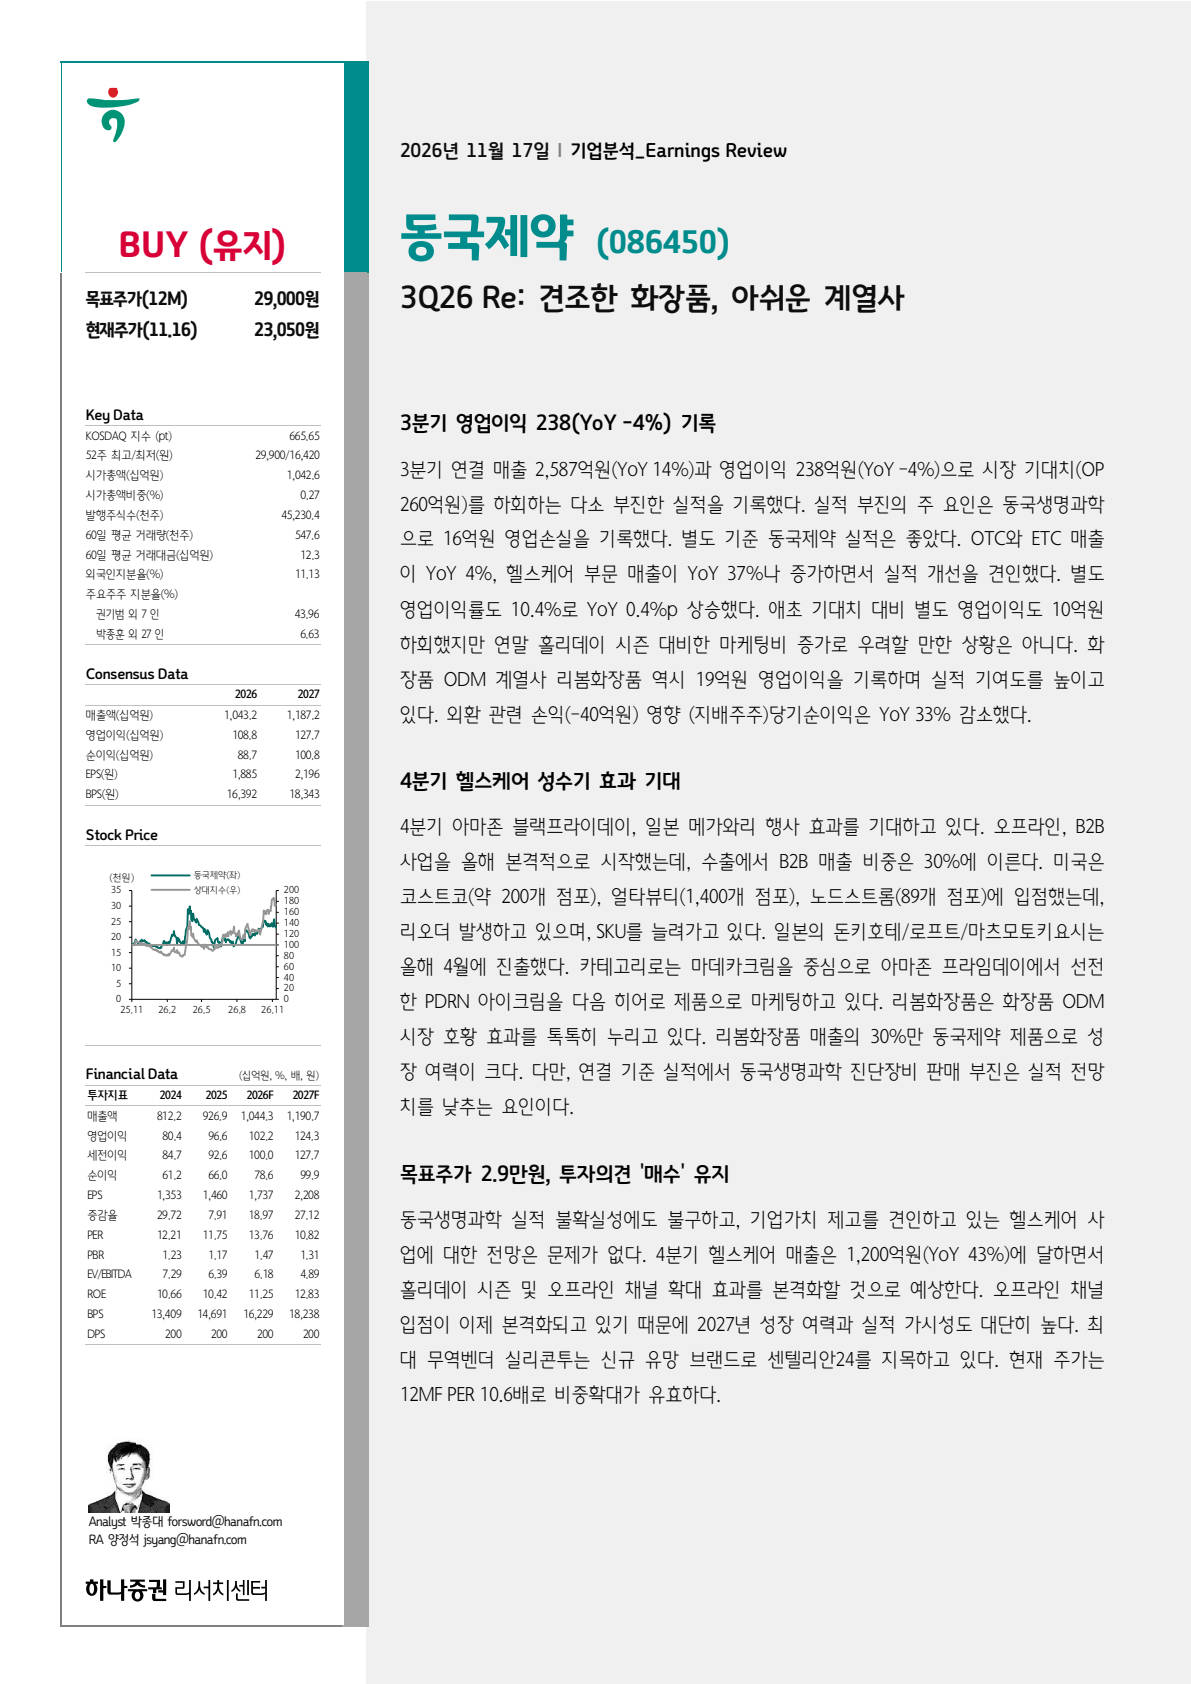 BUY (유지)
목표주가(12M) 29,000원
현재주가(11.16) 23,050원
Key Data
KOSDAQ 지수 (pt) 665.65
52주 최고/최저(원) 29,900/16,420
시가총액(십억원) 1,042.6
시가총액비중(%) 0.27
발행주식수(천주) 45,230.4
60일 평균 거래량(천주) 547.6
60일 평균 거래대금(십억원) 12.3
외국인지분율(%) 11.13
주요주주 지분율(%)
권기범 외 7 인 43.96
박종훈 외 27 인 6.63
Consensus Data
2026 2027
매출액(십억원) 1,043.2 1,187.2
영업이익(십억원) 108.8 127.7
순이익(십억원) 88.7 100.8
EPS(원) 1,885 2,196
BPS(원) 16,392 18,343
Stock Price
(천원) 동국제약(좌)
상대지수(우)
35 200
30 180
160
25 140
20 120
100
15 80
10 60
40
5 20
0 0
25.11 26.2 26.5 26.8 26.11
Financial Data (십억원, %, 배, 원)
투자지표 2024 2025 2026F 2027F
매출액 812.2 926.9 1,044.3 1,190.7
영업이익 80.4 96.6 102.2 124.3
세전이익 84.7 92.6 100.0 127.7
순이익 61.2 66.0 78.6 99.9
EPS 1,353 1,460 1,737 2,208
증감율 29.72 7.91 18.97 27.12
PER 12.21 11.75 13.76 10.82
PBR 1.23 1.17 1.47 1.31
EV/EBITDA 7.29 6.39 6.18 4.89
ROE 10.66 10.42 11.25 12.83
BPS 13,409 14,691 16,229 18,238
DPS 200 200 200 200
Analyst 박종대 forsword@hanafn.com
RA 양정석 jsyang@hanafn.com
하나증권 리서치센터
2026년 11월 17일 | 기업분석_Earnings Review
동국제약 (086450)
3Q26 Re: 견조한 화장품, 아쉬운 계열사
3분기 영업이익 238(YoY -4%) 기록
3분기 연결 매출 2,587억원(YoY 14%)과 영업이익 238억원(YoY -4%)으로 시장 기대치(OP
260억원)를 하회하는 다소 부진한 실적을 기록했다. 실적 부진의 주 요인은 동국생명과학
으로 16억원 영업손실을 기록했다. 별도 기준 동국제약 실적은 좋았다. OTC와 ETC 매출
이 YoY 4%, 헬스케어 부문 매출이 YoY 37%나 증가하면서 실적 개선을 견인했다. 별도
영업이익률도 10.4%로 YoY 0.4%p 상승했다. 애초 기대치 대비 별도 영업이익도 10억원
하회했지만 연말 홀리데이 시즌 대비한 마케팅비 증가로 우려할 만한 상황은 아니다. 화
장품 ODM 계열사 리봄화장품 역시 19억원 영업이익을 기록하며 실적 기여도를 높이고
있다. 외환 관련 손익(-40억원) 영향 (지배주주)당기순이익은 YoY 33% 감소했다.
4분기 헬스케어 성수기 효과 기대
4분기 아마존 블랙프라이데이, 일본 메가와리 행사 효과를 기대하고 있다. 오프라인, B2B
사업을 올해 본격적으로 시작했는데, 수출에서 B2B 매출 비중은 30%에 이른다. 미국은
코스트코(약 200개 점포), 얼타뷰티(1,400개 점포), 노드스트롬(89개 점포)에 입점했는데,
리오더 발생하고 있으며, SKU를 늘려가고 있다. 일본의 돈키호테/로프트/마츠모토키요시는
올해 4월에 진출했다. 카테고리로는 마데카크림을 중심으로 아마존 프라임데이에서 선전
한 PDRN 아이크림을 다음 히어로 제품으로 마케팅하고 있다. 리봄화장품은 화장품 ODM
시장 호황 효과를 톡톡히 누리고 있다. 리봄화장품 매출의 30%만 동국제약 제품으로 성
장 여력이 크다. 다만, 연결 기준 실적에서 동국생명과학 진단장비 판매 부진은 실적 전망
치를 낮추는 요인이다.
목표주가 2.9만원, 투자의견 '매수' 유지
동국생명과학 실적 불확실성에도 불구하고, 기업가치 제고를 견인하고 있는 헬스케어 사
업에 대한 전망은 문제가 없다. 4분기 헬스케어 매출은 1,200억원(YoY 43%)에 달하면서
홀리데이 시즌 및 오프라인 채널 확대 효과를 본격화할 것으로 예상한다. 오프라인 채널
입점이 이제 본격화되고 있기 때문에 2027년 성장 여력과 실적 가시성도 대단히 높다. 최
대 무역벤더 실리콘투는 신규 유망 브랜드로 센텔리안24를 지목하고 있다. 현재 주가는
12MF PER 10.6배로 비중확대가 유효하다.